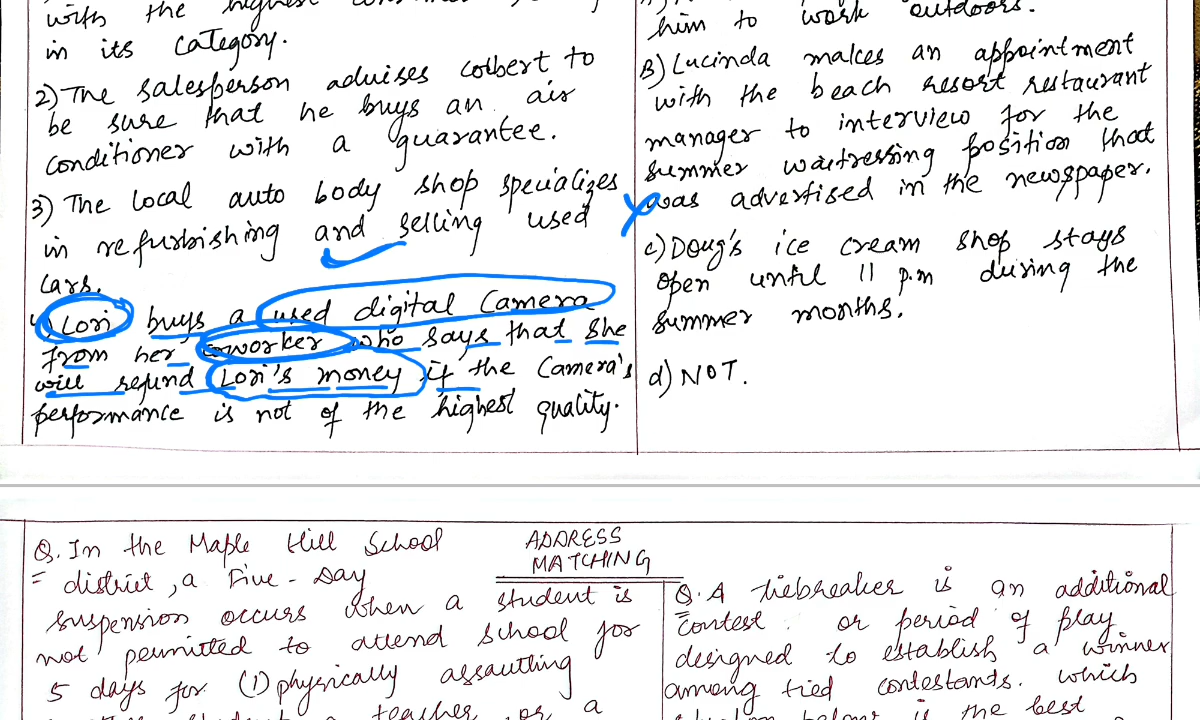 with the highest
in its category.
2) The salesperson advises Colbert to
be sure that he buys an air
conditioner with a guarantee.
3) The local auto body shop specializes
in refurbishing and selling used
cars.
4) Lori buys a used digital Camera
from her coworker who says that she
will refund Lori's money if the Camera's
performance is not of the highest quality.
him to work outdoors.
B) Lucinda makes an appointment
with the beach resort restaurant
manager to interview for the
summer waitressing position that
was advertised in the newspaper.
c) Doug's ice cream shop stays
open until 11 p.m during the
summer months.
d) NOT.
ADDRESS
MATCHING
Q. In the Maple Hill School
district, a Five-Day
suspension occurs when a student is
not permitted to attend school for
5 days for (1) physically assaulting
teacher or a
Q. A tiebreaker is an additional
contest or period of play
designed to establish a winner
among tied contestants. which
is the best